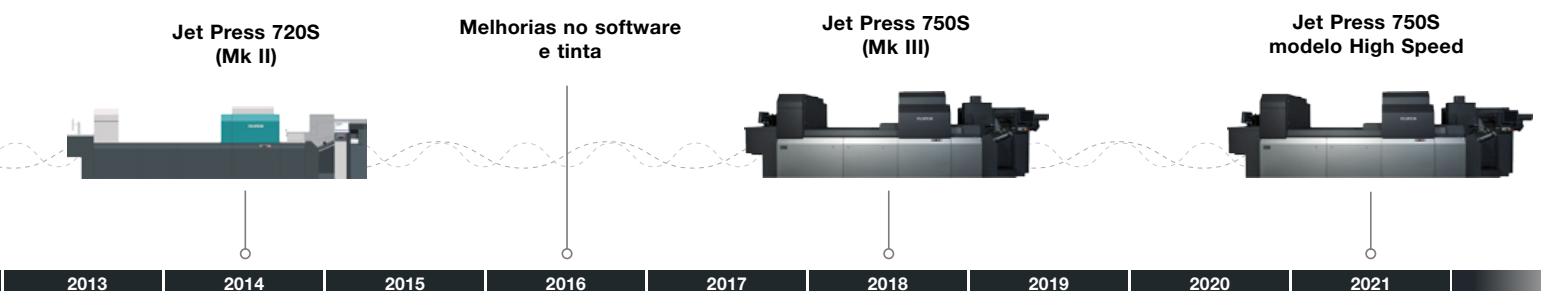 Jet Press 720S
(Mk II)
Melhorias no software
e tinta
Jet Press 750S
(Mk III)
Jet Press 750S
modelo High Speed
2013
2014
2015
2016
2017
2018
2019
2020
2021